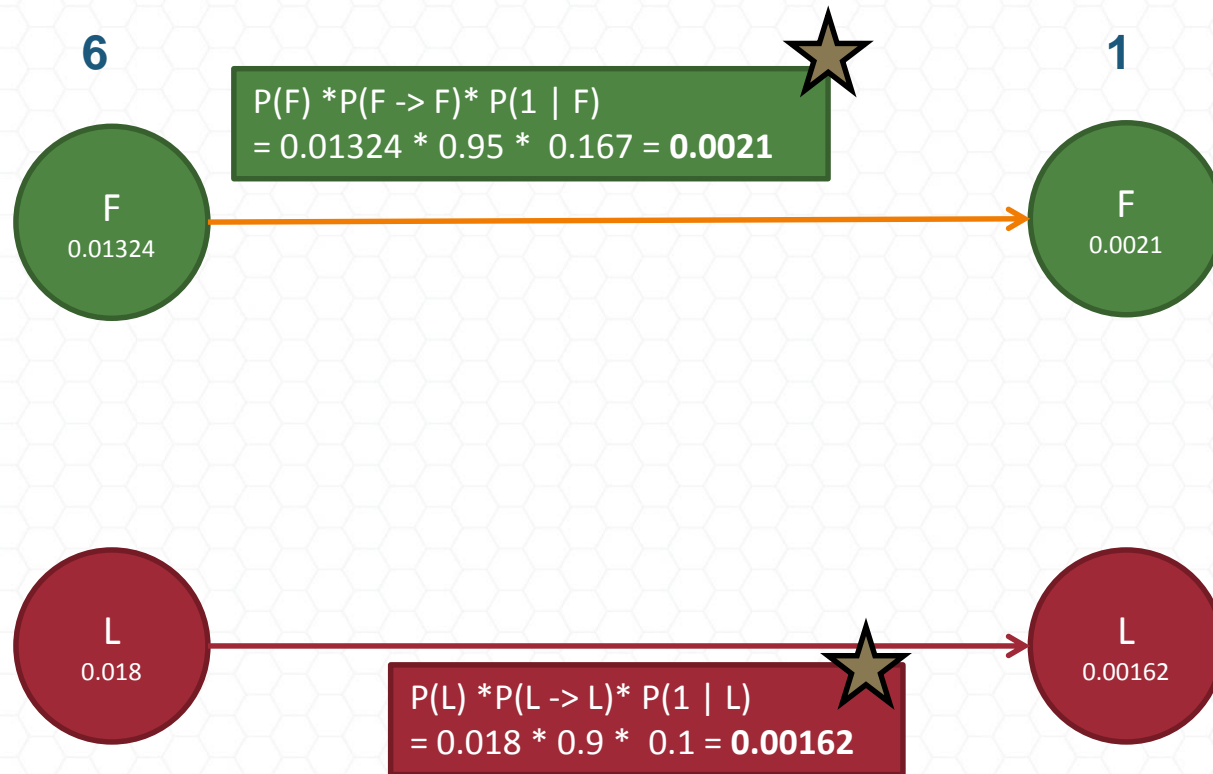 6
1
P(F) *P(F -> F)* P(1 | F)
= 0.01324 * 0.95 *  0.167 = 0.0021
F
0.01324
F
0.0021
L
0.018
L
0.00162
P(L) *P(L -> L)* P(1 | L)
= 0.018 * 0.9 *  0.1 = 0.00162